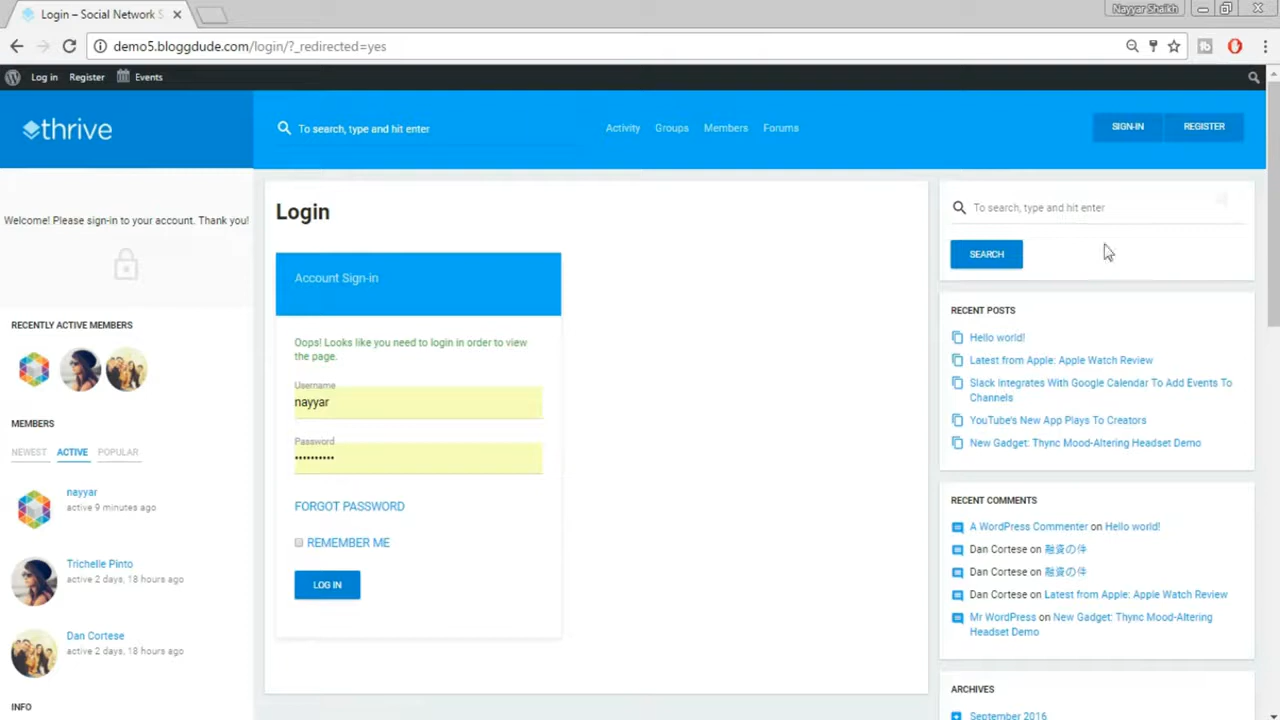 Login – Social Network S
Nayyar Shaikh
demo5.bloggdude.com/login/?_redirected=yes
Log in
Register
Events
thrive
To search, type and hit enter
Activity
Groups
Members
Forums
SIGN-IN
REGISTER
Welcome! Please sign-in to your account. Thank you!
RECENTLY ACTIVE MEMBERS
MEMBERS
NEWEST
ACTIVE
POPULAR
nayyar
active 9 minutes ago
Trichelle Pinto
active 2 days, 18 hours ago
Dan Cortese
active 2 days, 18 hours ago
INFO
Login
Account Sign-in
Oops! Looks like you need to login in order to view
the page.
Username
nayyar
Password
••••••••••
FORGOT PASSWORD
REMEMBER ME
LOG IN
To search, type and hit enter
SEARCH
RECENT POSTS
Hello world!
Latest from Apple: Apple Watch Review
Slack Integrates With Google Calendar To Add Events To
Channels
YouTube's New App Plays To Creators
New Gadget: Thync Mood-Altering Headset Demo
RECENT COMMENTS
A WordPress Commenter on Hello world!
Dan Cortese on 融資の件
Dan Cortese on 融資の件
Dan Cortese on Latest from Apple: Apple Watch Review
Mr WordPress on New Gadget: Thync Mood-Altering
Headset Demo
ARCHIVES
September 2016